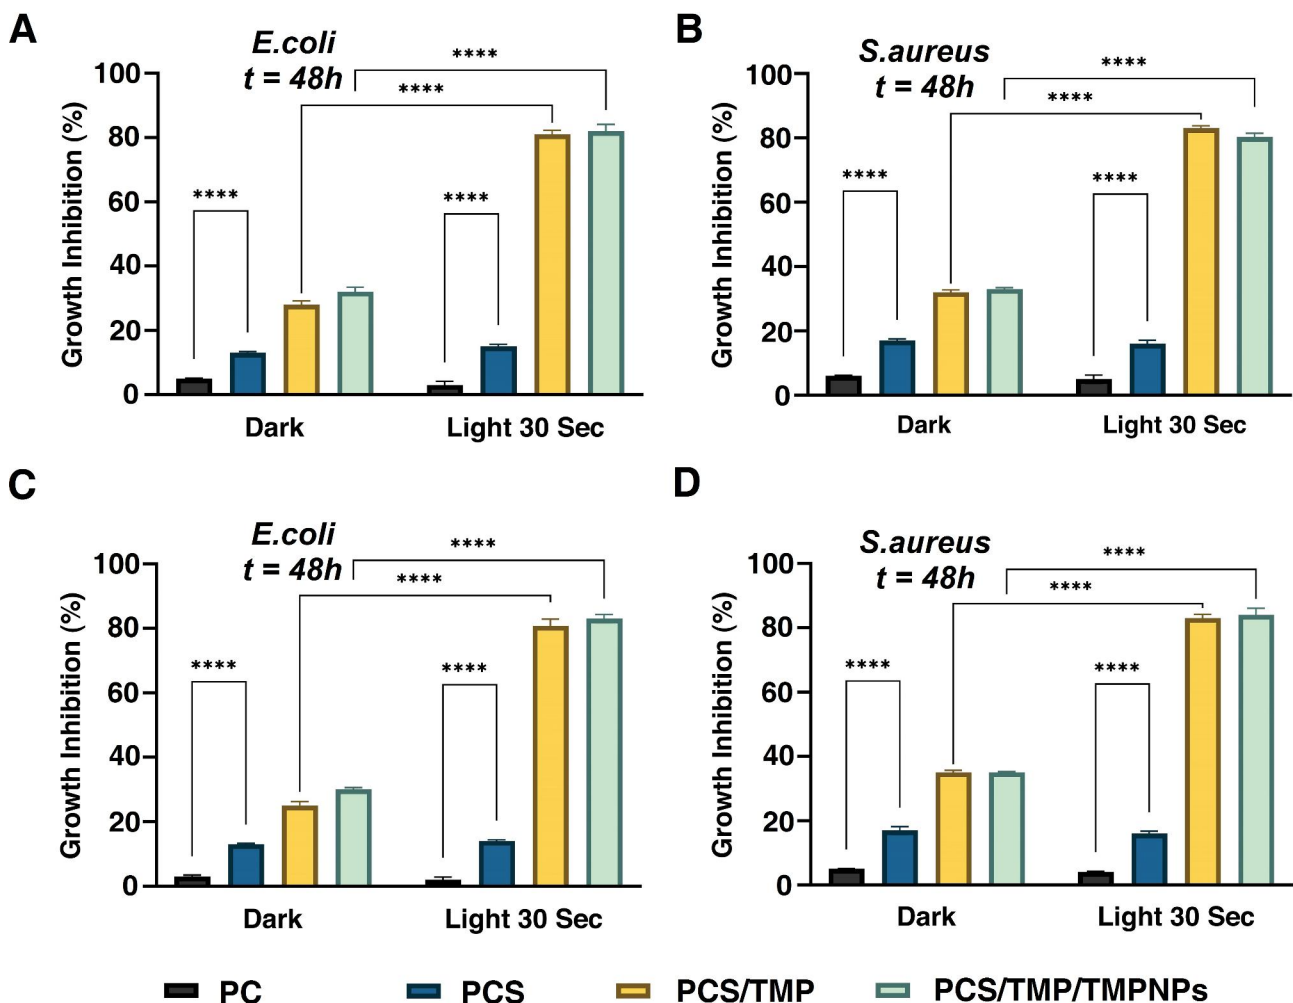 A
E.coli
t = 48h
****
****
****
****
Growth Inhibition (%)
100
80
60
40
20
0
Dark
Light 30 Sec
B
S.aureus
t = 48h
****
****
****
****
Growth Inhibition (%)
100
80
60
40
20
0
Dark
Light 30 Sec
C
E.coli
t = 48h
****
****
****
****
Growth Inhibition (%)
100
80
60
40
20
0
Dark
Light 30 Sec
D
S.aureus
t = 48h
****
****
****
****
Growth Inhibition (%)
100
80
60
40
20
0
Dark
Light 30 Sec
PC
PCS
PCS/TMP
PCS/TMP/TMPNPs